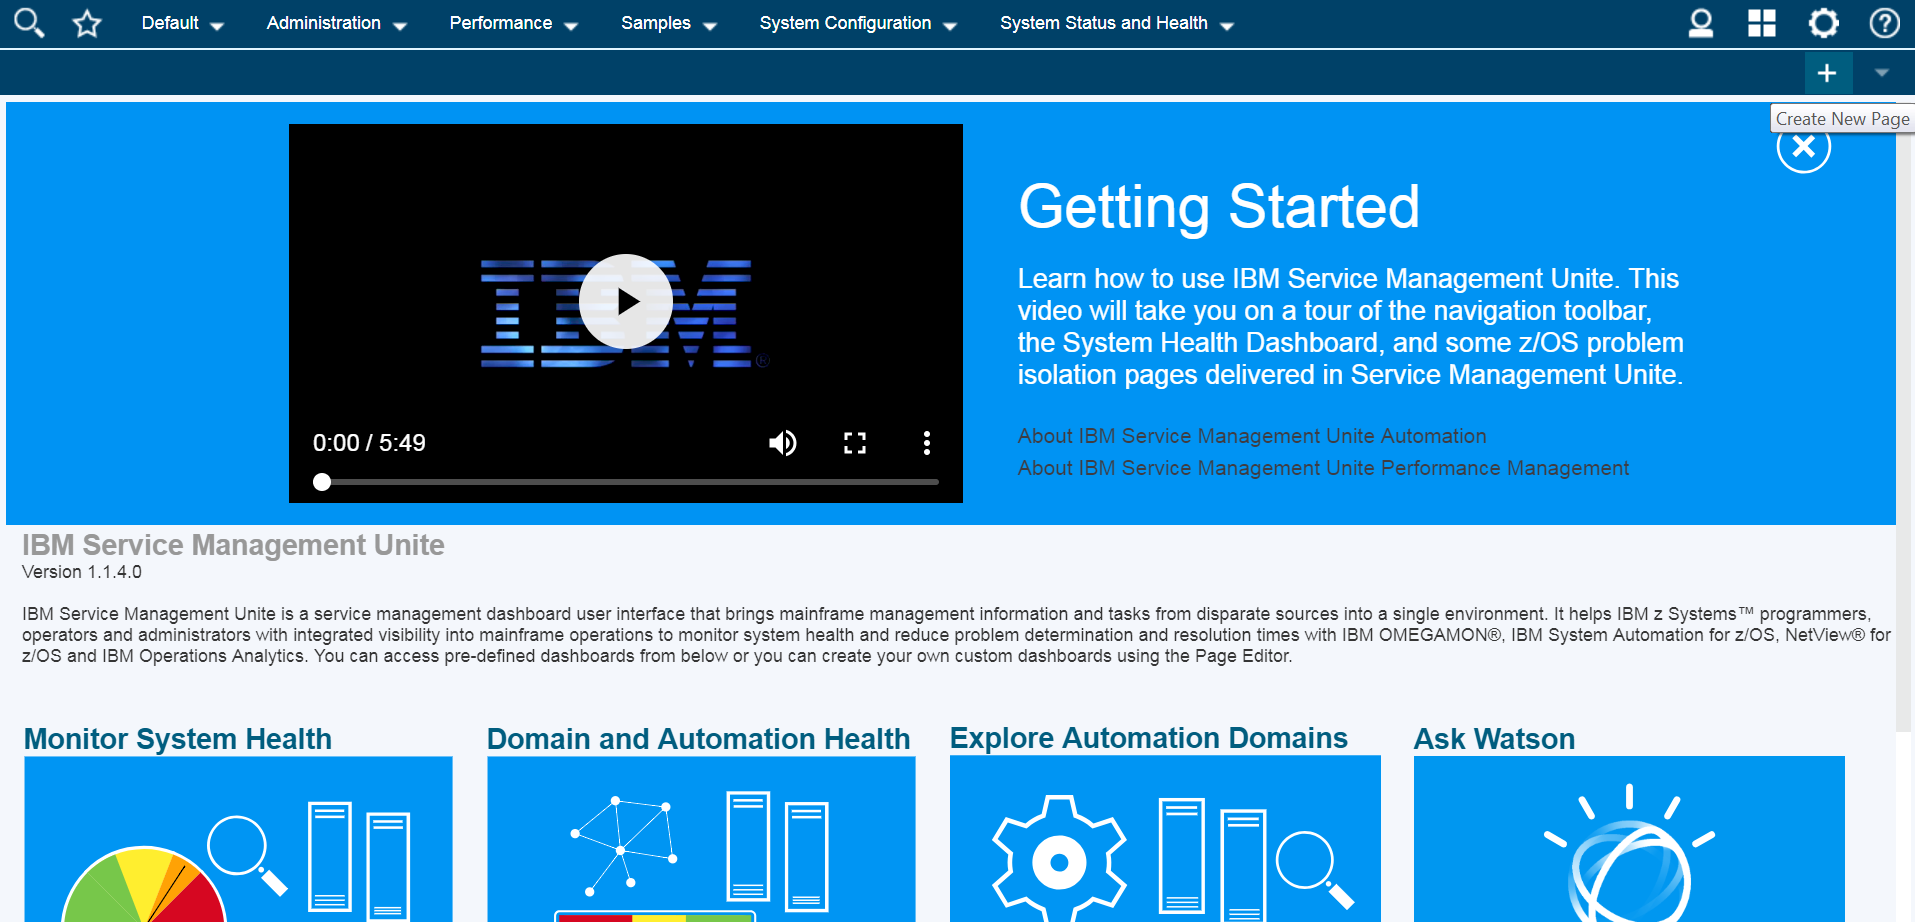 Default
Administration
Performance
Samples
System Configuration
System Status and Health
Create New Page
IBM®
0:00 / 5:49
Getting Started
Learn how to use IBM Service Management Unite. This
video will take you on a tour of the navigation toolbar,
the System Health Dashboard, and some z/OS problem
isolation pages delivered in Service Management Unite.
About IBM Service Management Unite Automation
About IBM Service Management Unite Performance Management
IBM Service Management Unite
Version 1.1.4.0
IBM Service Management Unite is a service management dashboard user interface that brings mainframe management information and tasks from disparate sources into a single environment. It helps IBM z Systems™ programmers,
operators and administrators with integrated visibility into mainframe operations to monitor system health and reduce problem determination and resolution times with IBM OMEGAMON®, IBM System Automation for z/OS, NetView® for
z/OS and IBM Operations Analytics. You can access pre-defined dashboards from below or you can create your own custom dashboards using the Page Editor.
Monitor System Health
Domain and Automation Health
Explore Automation Domains
Ask Watson